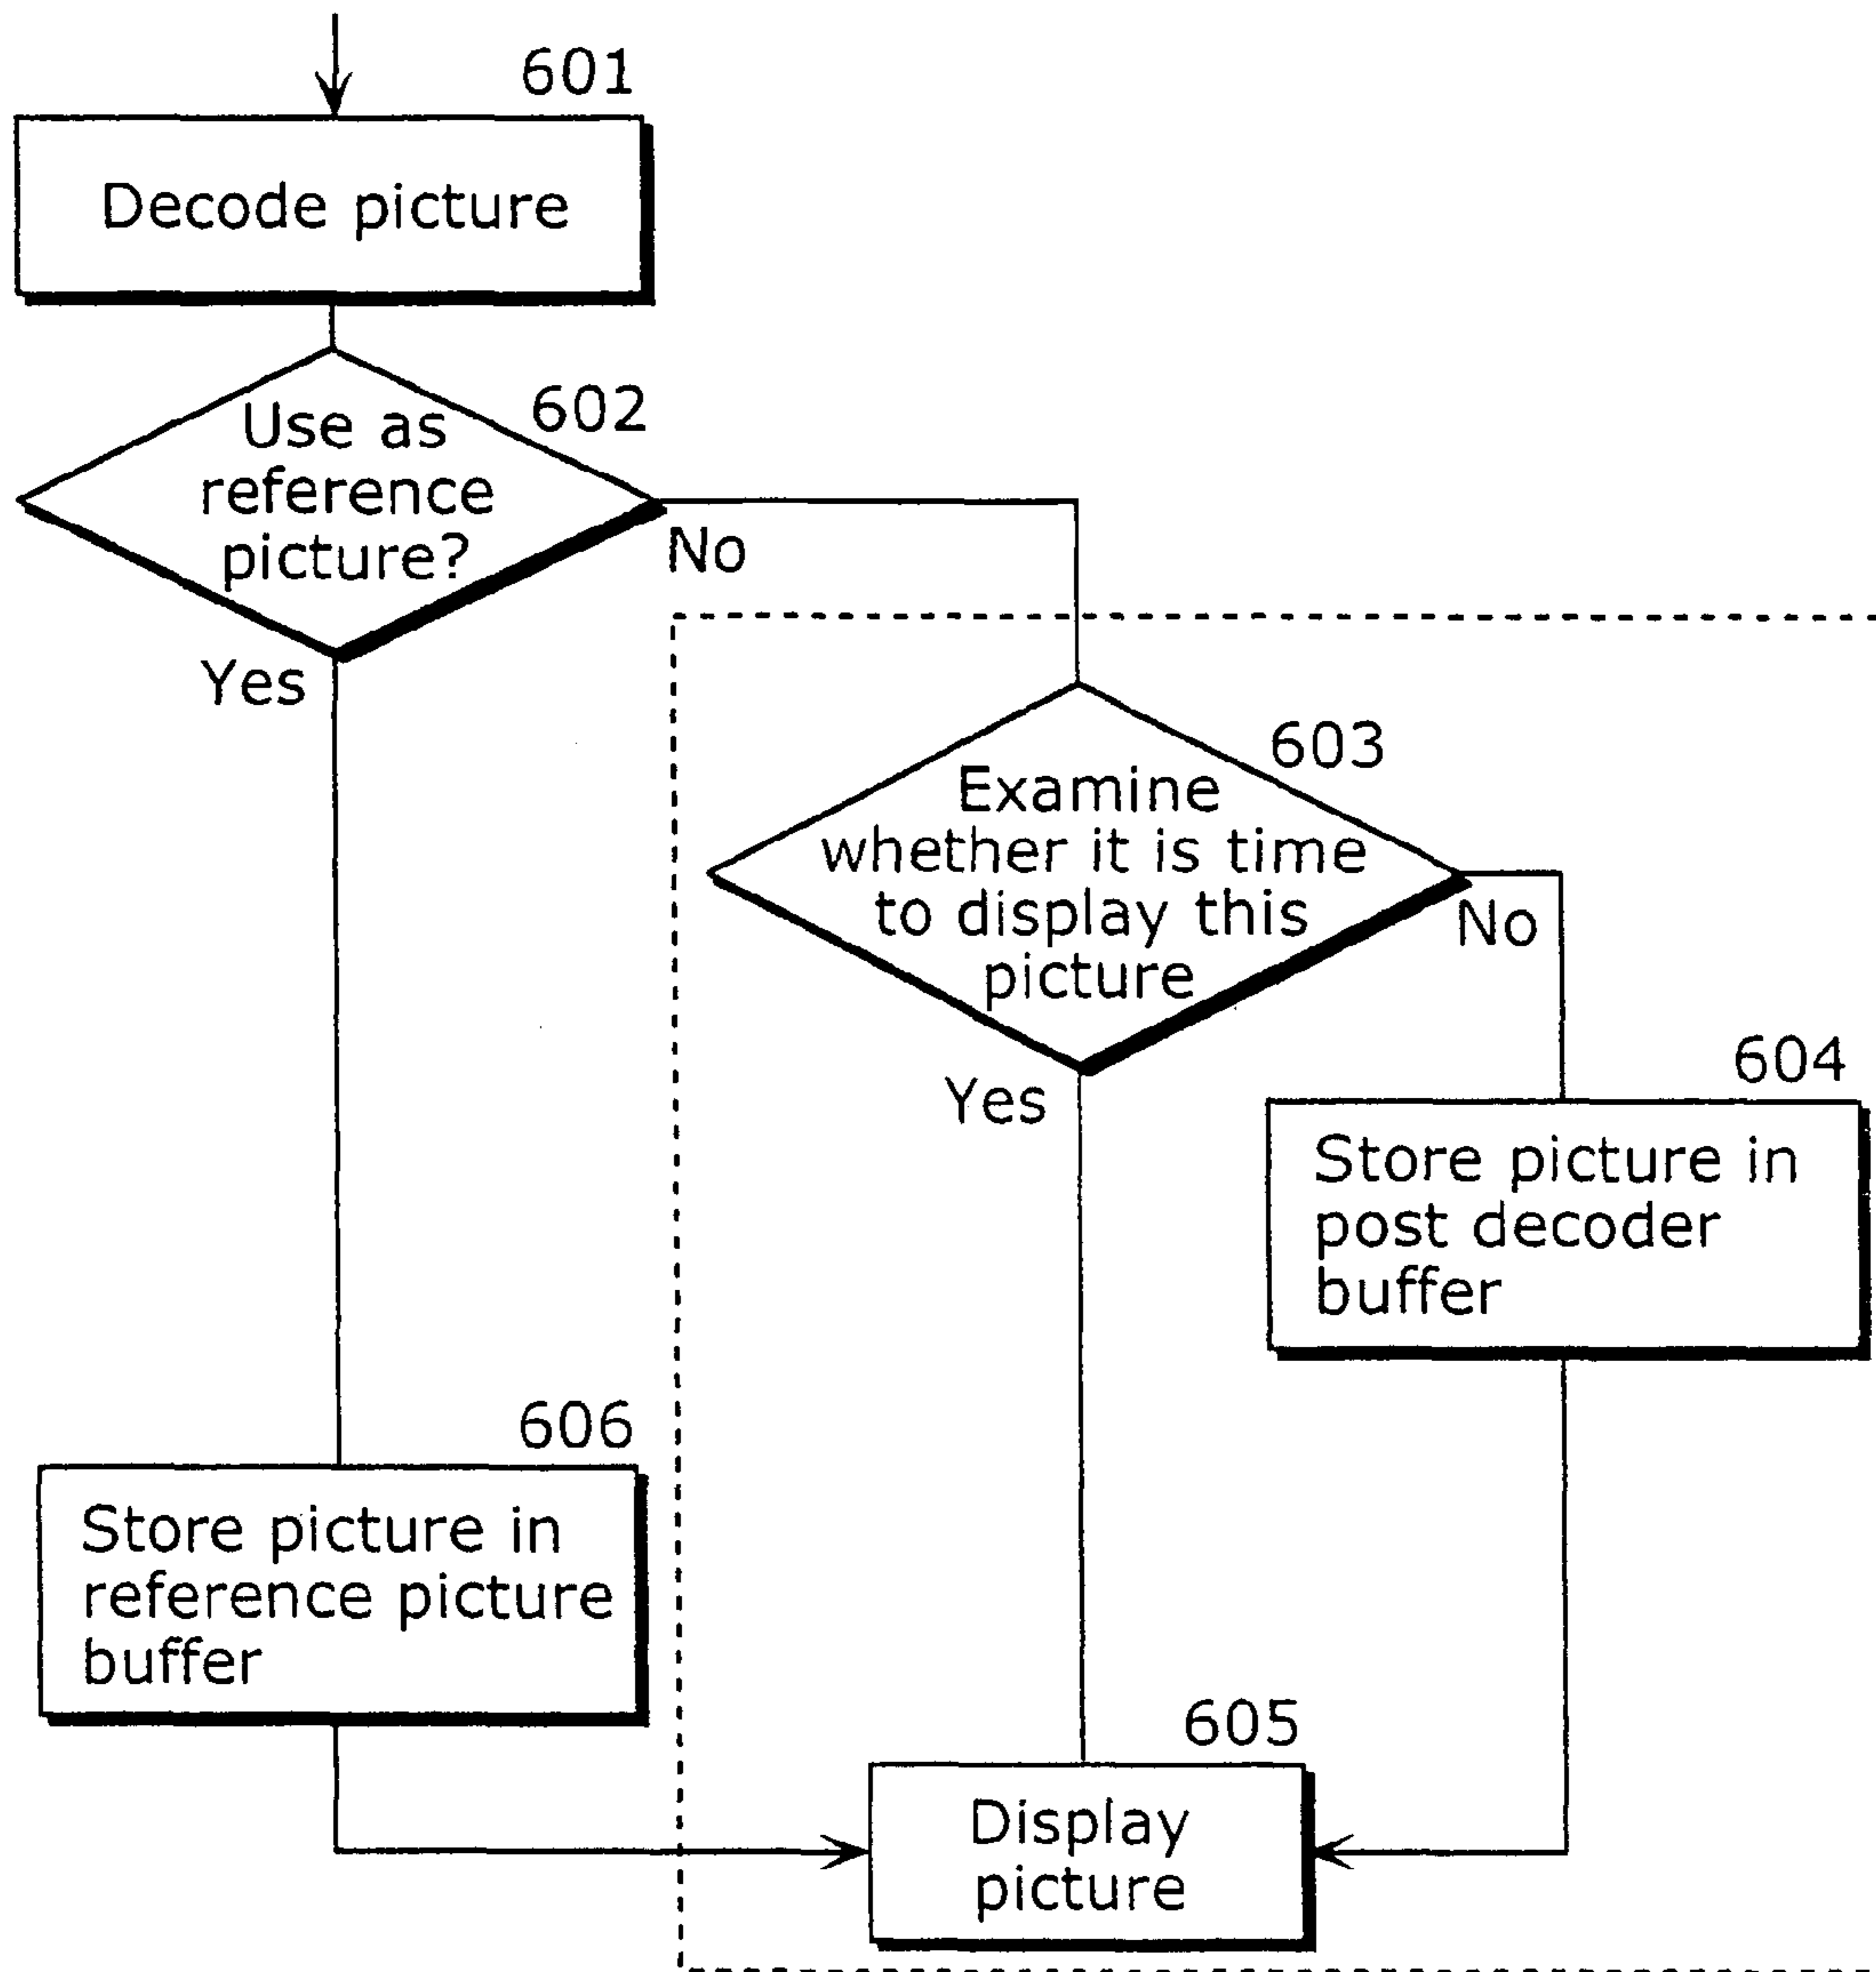 601
Decode picture
602
Use as
reference
picture?
No
Yes
603
Examine
whether it is time
to display this
picture
No
Yes
604
Store picture in
post decoder
buffer
606
Store picture in
reference picture
buffer
605
Display
picture